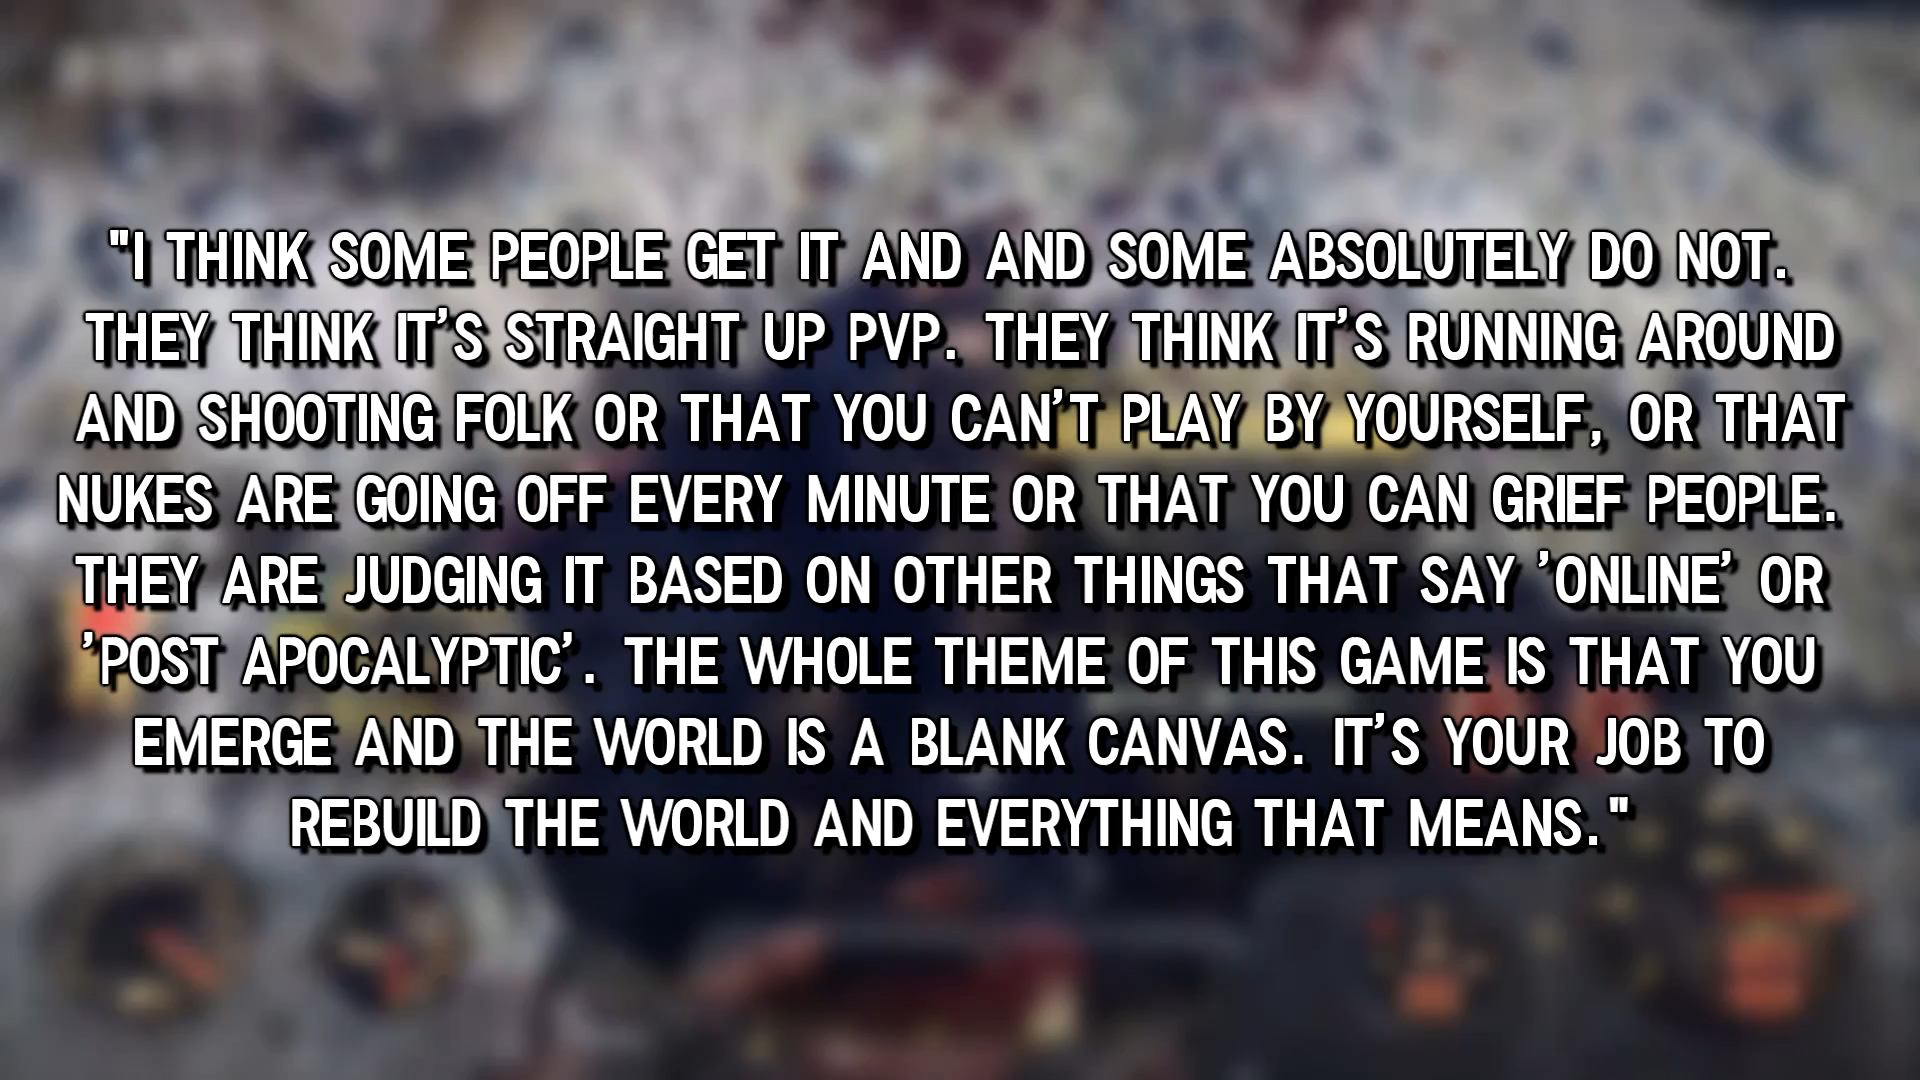 "I THINK SOME PEOPLE GET IT AND AND SOME ABSOLUTELY DO NOT.
THEY THINK IT'S STRAIGHT UP PVP. THEY THINK IT'S RUNNING AROUND
AND SHOOTING FOLK OR THAT YOU CAN'T PLAY BY YOURSELF, OR THAT
NUKES ARE GOING OFF EVERY MINUTE OR THAT YOU CAN GRIEF PEOPLE.
THEY ARE JUDGING IT BASED ON OTHER THINGS THAT SAY 'ONLINE' OR
'POST APOCALYPTIC'. THE WHOLE THEME OF THIS GAME IS THAT YOU
EMERGE AND THE WORLD IS A BLANK CANVAS. IT'S YOUR JOB TO
REBUILD THE WORLD AND EVERYTHING THAT MEANS."